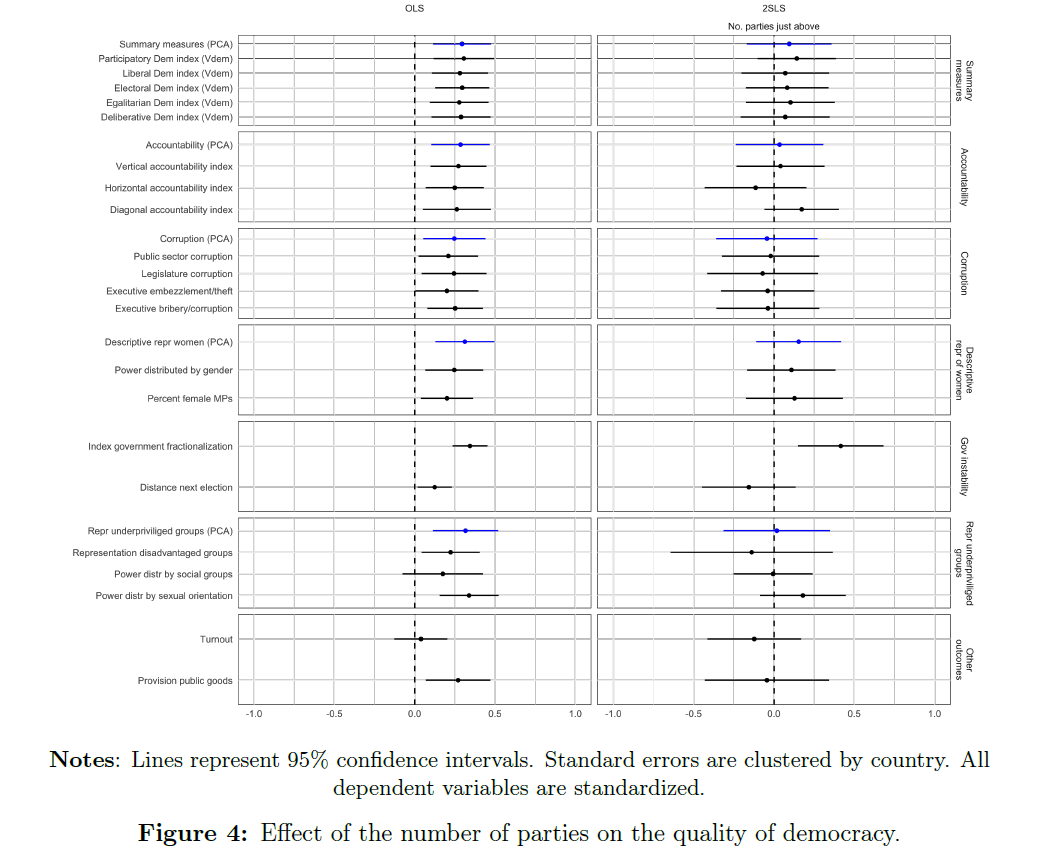 OLS
2SLS
No. parties just above
Summary measures (PCA)
Participatory Dem index (Vdem)
Liberal Dem index (Vdem)
Electoral Dem index (Vdem)
Egalitarian Dem index (Vdem)
Deliberative Dem index (Vdem)
Summary
measures
Accountability (PCA)
Vertical accountability index
Horizontal accountability index
Diagonal accountability index
Accountability
Corruption (PCA)
Public sector corruption
Legislature corruption
Executive embezzlement/theft
Executive bribery/corruption
Corruption
Descriptive repr women (PCA)
Power distributed by gender
Percent female MPs
Descriptive
repr of women
Index government fractionalization
Distance next election
Gov instability
Repr underpriviliged groups (PCA)
Representation disadvantaged groups
Power distr by social groups
Power distr by sexual orientation
Repr underpriviliged
groups
Turnout
Provision public goods
Other
outcomes
-1.0 -0.5 0.0 0.5 1.0
-1.0 -0.5 0.0 0.5 1.0
Notes: Lines represent 95% confidence intervals. Standard errors are clustered by country. All
dependent variables are standardized.
Figure 4: Effect of the number of parties on the quality of democracy.